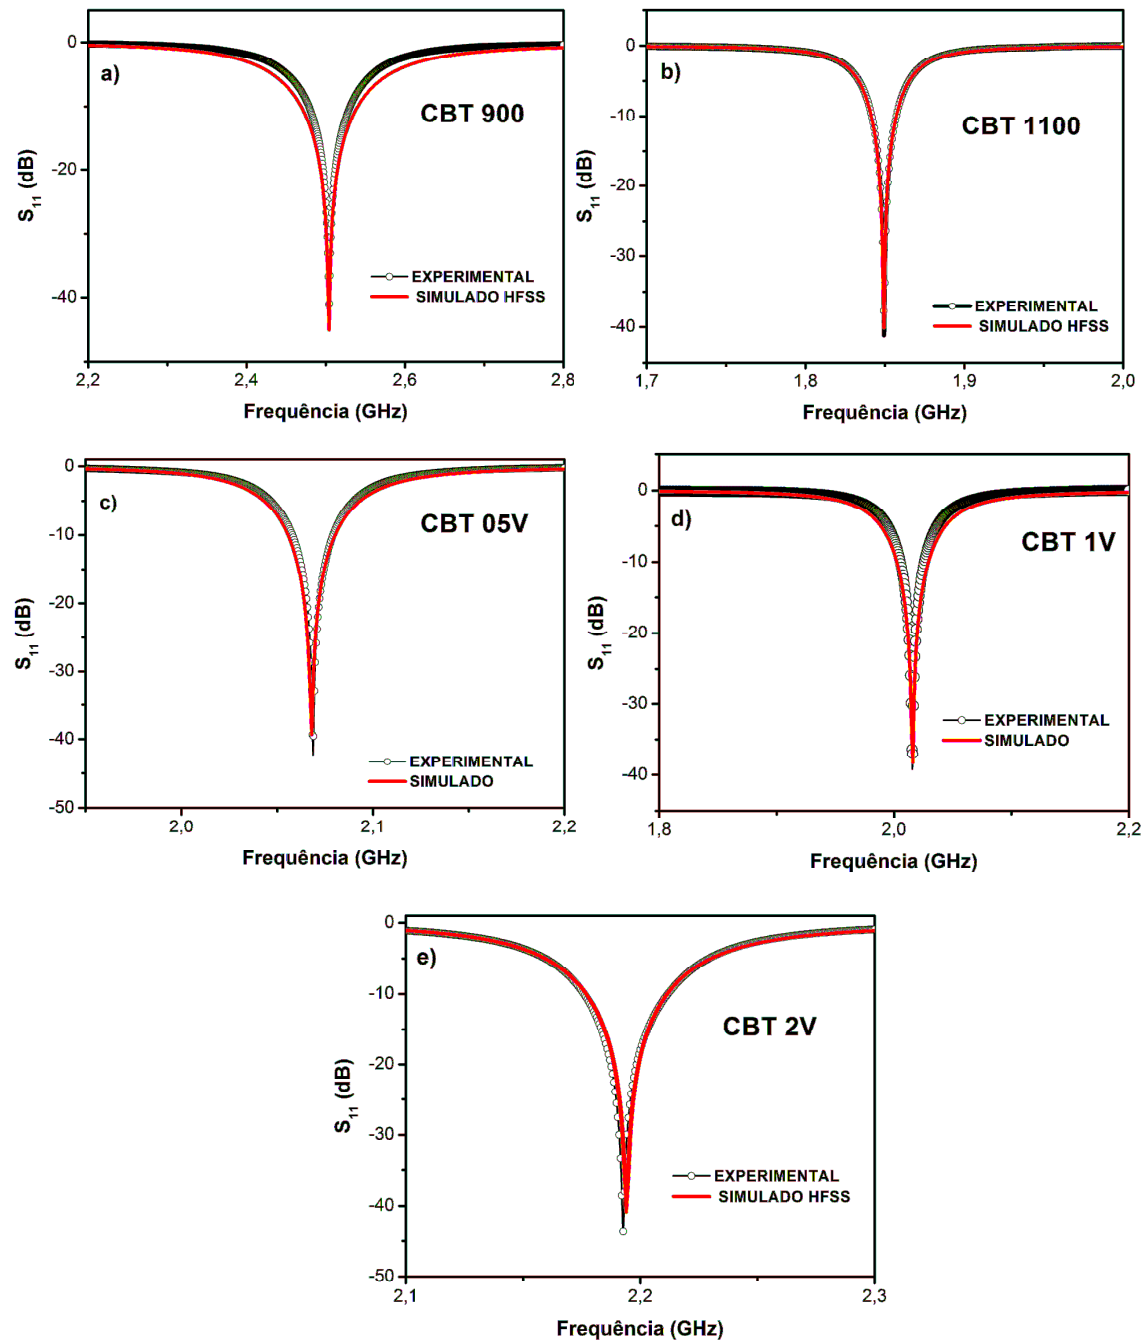 a)
CBT 900
S11 (dB)
0
-20
-40
EXPERIMENTAL
SIMULADO HFSS
2,2
2,4
2,6
2,8
Frequência (GHz)
b)
CBT 1100
S11 (dB)
0
-10
-20
-30
-40
EXPERIMENTAL
SIMULADO HFSS
1,7
1,8
1,9
2,0
Frequência (GHz)
c)
CBT 05V
S11 (dB)
0
-10
-20
-30
-40
-50
EXPERIMENTAL
SIMULADO
2,0
2,1
2,2
Frequência (GHz)
d)
CBT 1V
S11 (dB)
0
-10
-20
-30
-40
EXPERIMENTAL
SIMULADO
1,8
2,0
2,2
Frequência (GHz)
e)
CBT 2V
S11 (dB)
0
-10
-20
-30
-40
-50
EXPERIMENTAL
SIMULADO HFSS
2,1
2,2
2,3
Frequência (GHz)